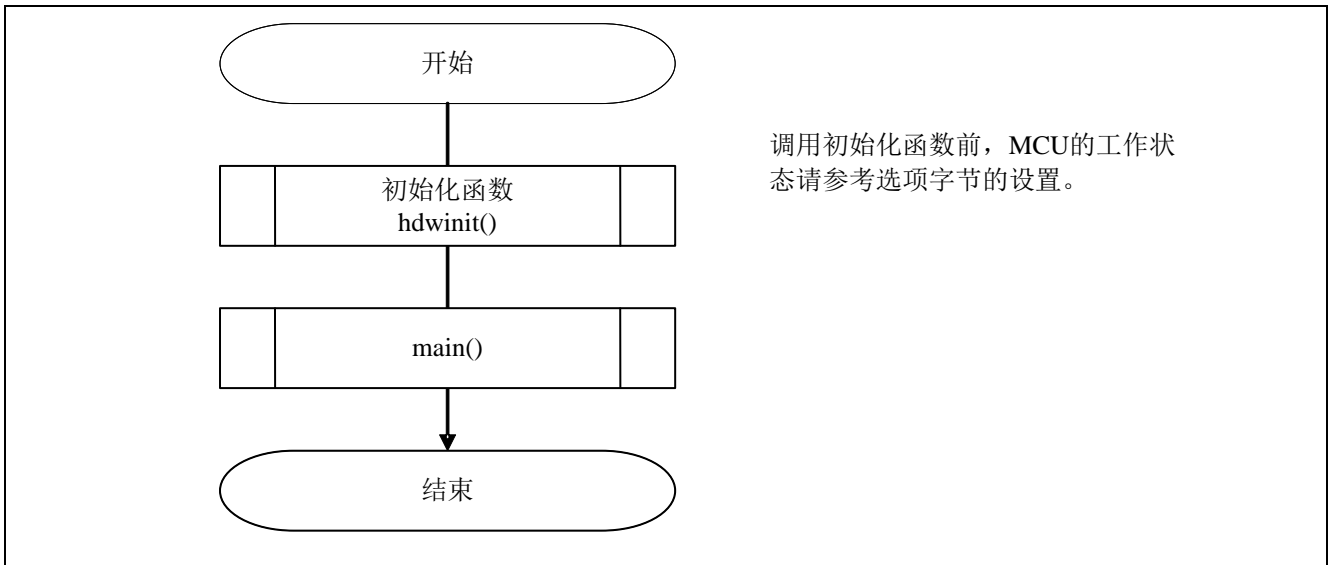 开始
调用初始化函数前，MCU的工作状
态请参考选项字节的设置。
初始化函数
hdwinit()
main()
结束